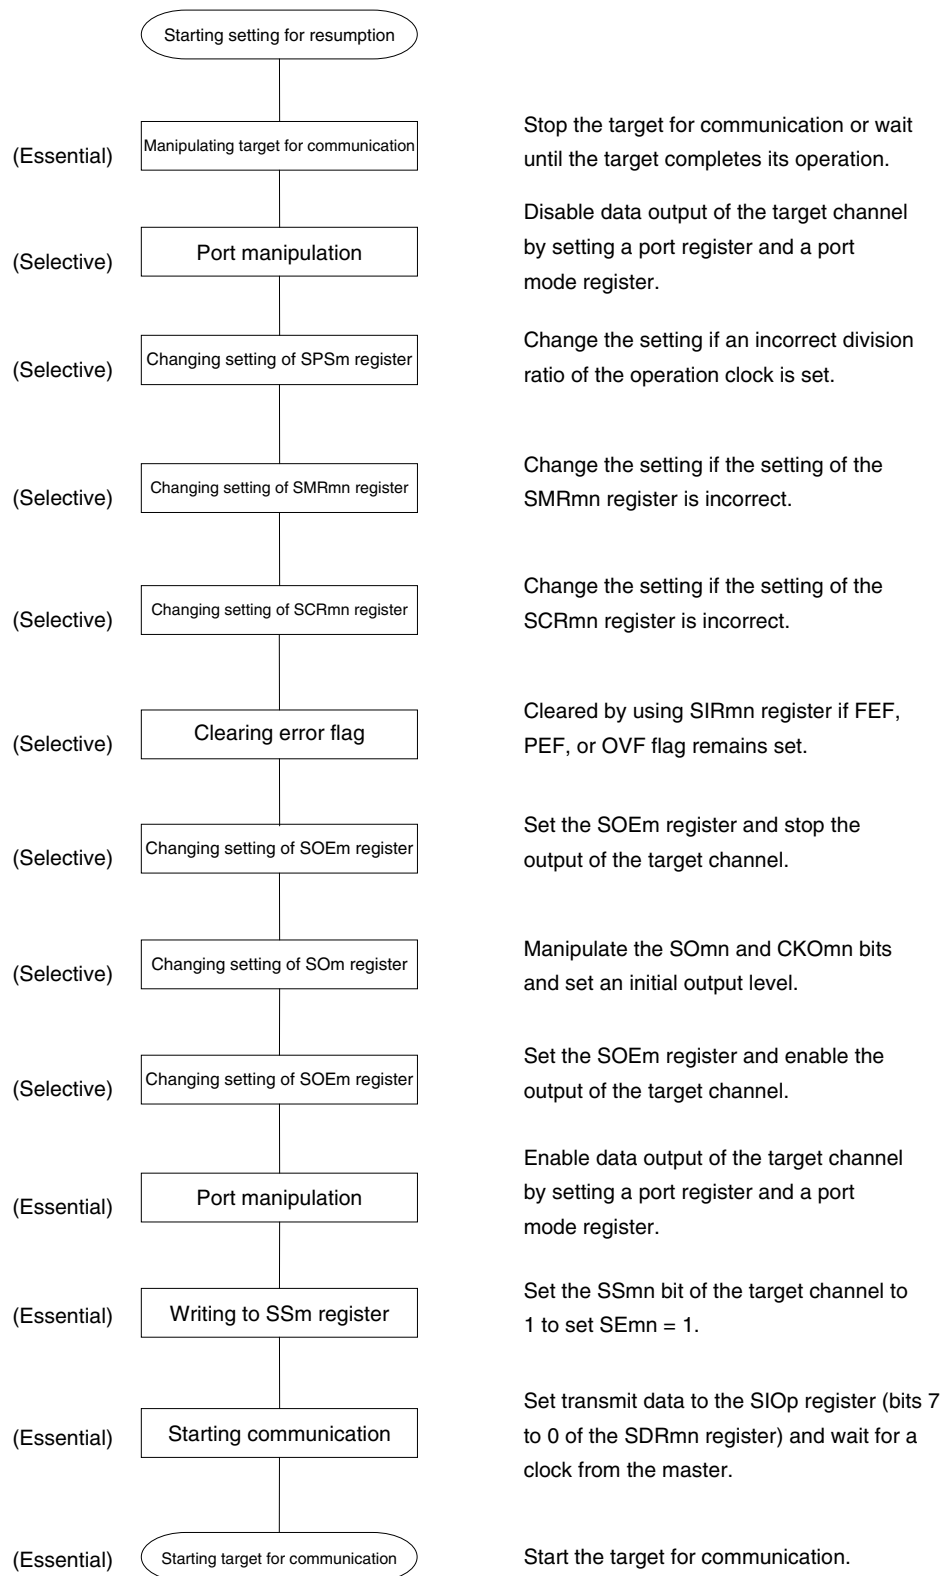 Starting setting for resumption
(Essential)
Manipulating target for communication
Stop the target for communication or wait
until the target completes its operation.
(Selective)
Port manipulation
Disable data output of the target channel
by setting a port register and a port
mode register.
(Selective)
Changing setting of SPSm register
Change the setting if an incorrect division
ratio of the operation clock is set.
(Selective)
Changing setting of SMRmn register
Change the setting if the setting of the
SMRmn register is incorrect.
(Selective)
Changing setting of SCRmn register
Change the setting if the setting of the
SCRmn register is incorrect.
(Selective)
Clearing error flag
Cleared by using SIRmn register if FEF,
PEF, or OVF flag remains set.
(Selective)
Changing setting of SOEm register
Set the SOEm register and stop the
output of the target channel.
(Selective)
Changing setting of SOm register
Manipulate the SOmn and CKOmn bits
and set an initial output level.
(Selective)
Changing setting of SOEm register
Set the SOEm register and enable the
output of the target channel.
(Essential)
Port manipulation
Enable data output of the target channel
by setting a port register and a port
mode register.
(Essential)
Writing to SSm register
Set the SSmn bit of the target channel to
1 to set SEmn = 1.
(Essential)
Starting communication
Set transmit data to the SIOp register (bits 7
to 0 of the SDRmn register) and wait for a
clock from the master.
(Essential)
Starting target for communication
Start the target for communication.